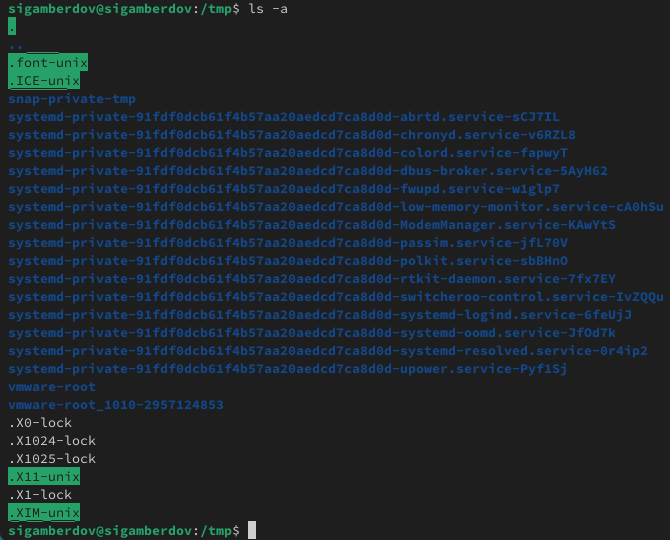 sigamberdov@sigamberdov:/tmp$ ls -a
.
..
.font-unix
.ICE-unix
snap-private-tmp
systemd-private-91fdf0dcb61f4b57aa20aedcd7ca8d0d-abrtd.service-sCJ7IL
systemd-private-91fdf0dcb61f4b57aa20aedcd7ca8d0d-chronyd.service-v6RZL8
systemd-private-91fdf0dcb61f4b57aa20aedcd7ca8d0d-colord.service-fapwyT
systemd-private-91fdf0dcb61f4b57aa20aedcd7ca8d0d-dbus-broker.service-5AyH62
systemd-private-91fdf0dcb61f4b57aa20aedcd7ca8d0d-fwupd.service-w1glp7
systemd-private-91fdf0dcb61f4b57aa20aedcd7ca8d0d-low-memory-monitor.service-cA0hSu
systemd-private-91fdf0dcb61f4b57aa20aedcd7ca8d0d-ModemManager.service-KAwYtS
systemd-private-91fdf0dcb61f4b57aa20aedcd7ca8d0d-passim.service-jfL70V
systemd-private-91fdf0dcb61f4b57aa20aedcd7ca8d0d-polkit.service-sbBHnO
systemd-private-91fdf0dcb61f4b57aa20aedcd7ca8d0d-rtkit-daemon.service-7fx7EY
systemd-private-91fdf0dcb61f4b57aa20aedcd7ca8d0d-switcheroo-control.service-IvZQQu
systemd-private-91fdf0dcb61f4b57aa20aedcd7ca8d0d-systemd-logind.service-6feUjJ
systemd-private-91fdf0dcb61f4b57aa20aedcd7ca8d0d-systemd-oomd.service-JfOd7k
systemd-private-91fdf0dcb61f4b57aa20aedcd7ca8d0d-systemd-resolved.service-0r4ip2
systemd-private-91fdf0dcb61f4b57aa20aedcd7ca8d0d-upower.service-Pyf1Sj
vmware-root
vmware-root_1010-2957124853
.X0-lock
.X1024-lock
.X1025-lock
.X11-unix
.X1-lock
.XIM-unix
sigamberdov@sigamberdov:/tmp$